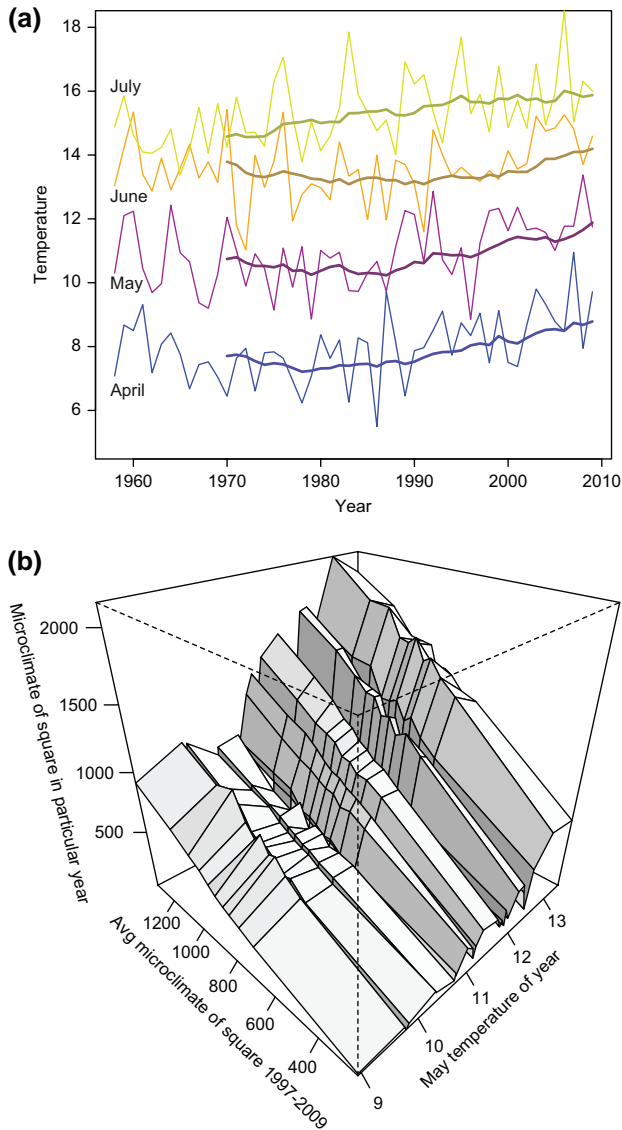 (a)
18
16
14
12
10
8
6
Temperature
July
June
May
April
1960
1970
1980
1990
2000
2010
Year
(b)
Microclimate of square in particular year
2000
1500
1000
500
Avg microclimate of square 1997-2009
1200
1000
800
600
400
May temperature of year
9
10
11
12
13